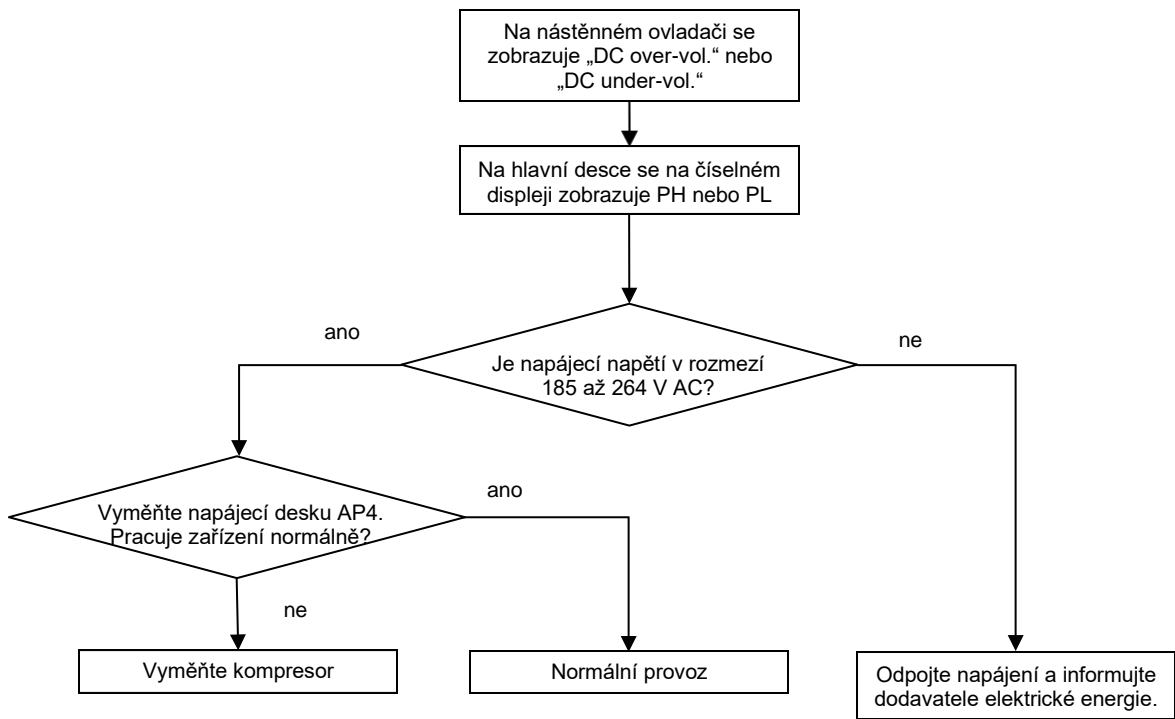 Na nástěnném ovladači se
zobrazuje „DC over-vol.“ nebo
„DC under-vol.“
Na hlavní desce se na číselném
displeji zobrazuje PH nebo PL
ano
ne
Je napájecí napětí v rozmezí
185 až 264 V AC?
ano
Vyměňte napájecí desku AP4.
Pracuje zařízení normálně?
ne
Vyměňte kompresor
Normální provoz
Odpojte napájení a informujte
dodavatele elektrické energie.